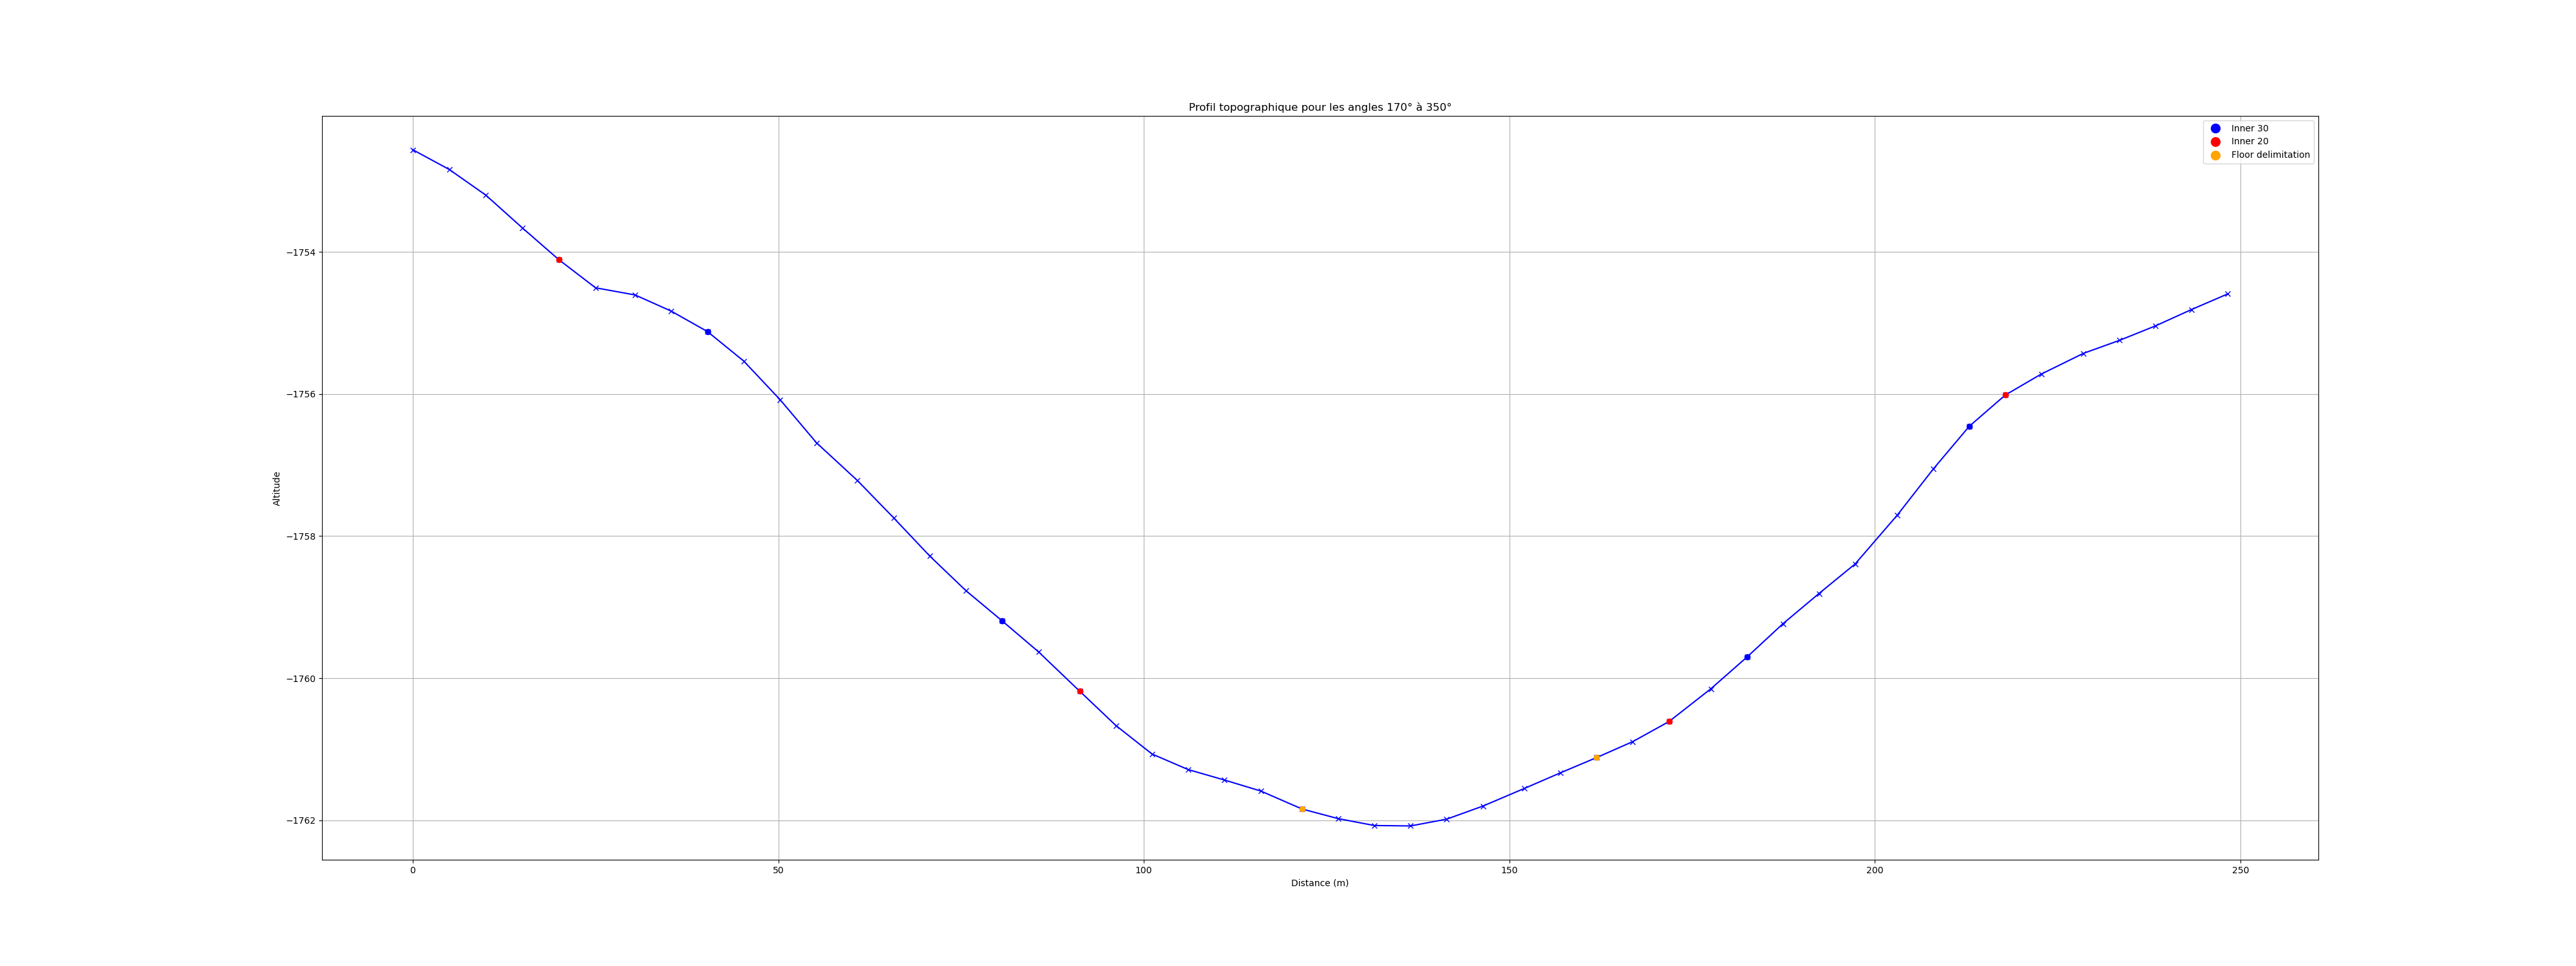 Profil topographique pour les angles 170° à 350°
Inner 30
Inner 20
Floor delimitation
Altitude
−1754
−1756
−1758
−1760
−1762
0 50 100 150 200 250
Distance (m)